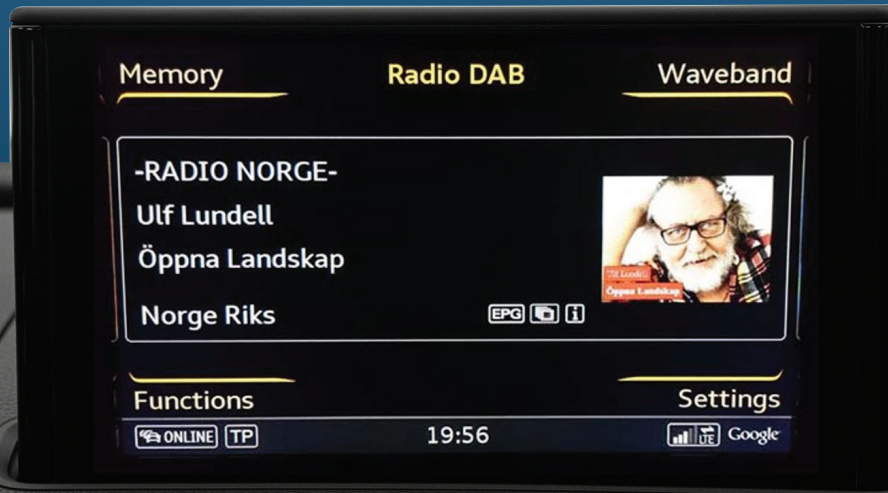 Memory
Radio DAB
Waveband
-RADIO NORGE-
Ulf Lundell
Öppna Landskap
Ulf Lundell
Öppna Landskap
Norge Riks
EPG
i
Functions
Settings
ONLINE TP
19:56
LTE Google